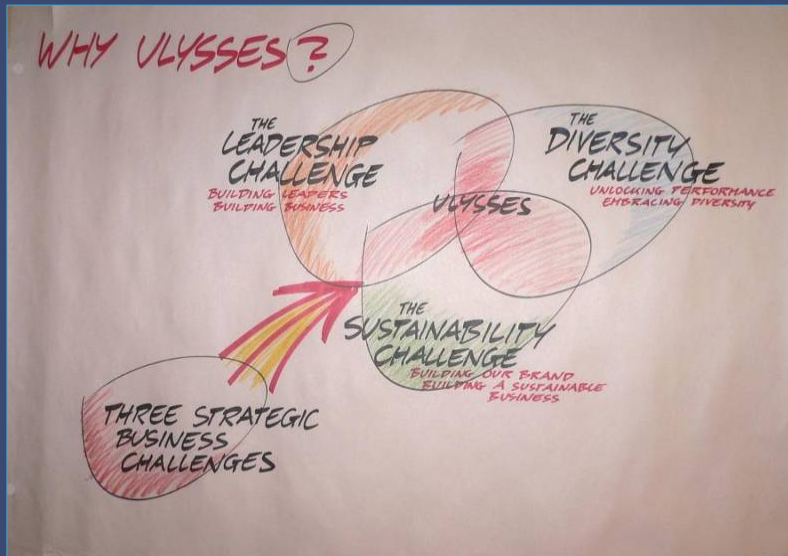 WHY ULYSSES?
THE
LEADERSHIP
CHALLENGE
BUILDING LEADERS
BUILDING BUSINESS
THE
DIVERSITY
CHALLENGE
UNLOCKING PERFORMANCE
EMBRACING DIVERSITY
ULYSSES
THE
SUSTAINABILITY
CHALLENGE
BUILDING OUR BRAND
BUILDING A SUSTAINABLE
BUSINESS
THREE STRATEGIC
BUSINESS
CHALLENGES